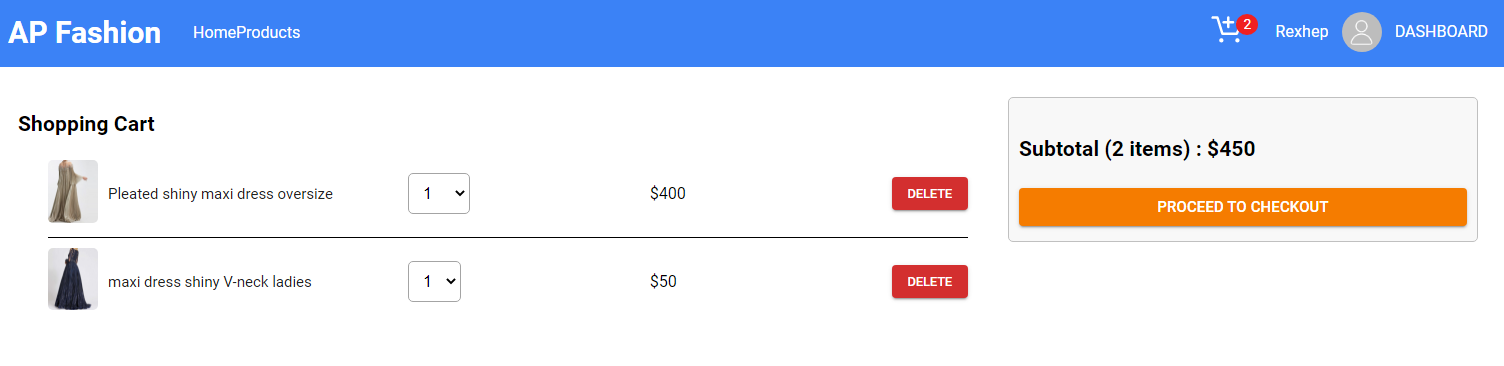 AP Fashion
HomeProducts
2
Rexhep
DASHBOARD
Shopping Cart
Pleated shiny maxi dress oversize
1
$400
DELETE
maxi dress shiny V-neck ladies
1
$50
DELETE
Subtotal (2 items) : $450
PROCEED TO CHECKOUT